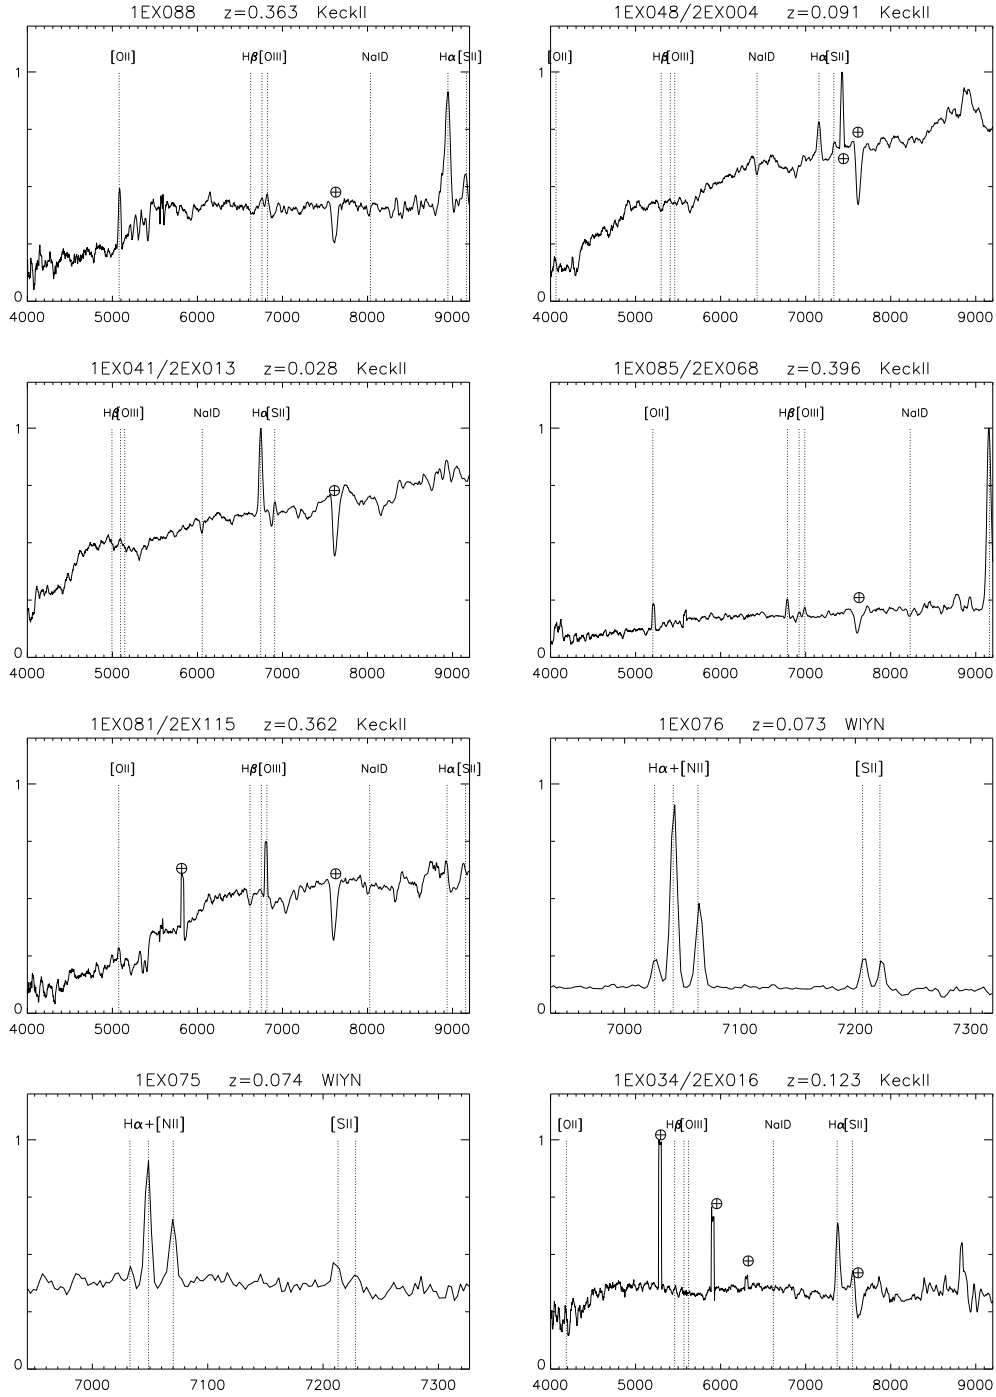 1EX088 z=0.363 KeckII
[OII] Hβ [OIII] NaID Hα [SII]
1
0
4000 5000 6000 7000 8000 9000
1EX048/2EX004 z=0.091 KeckII
[OII] Hβ [OIII] NaID Hα [SII]
1
0
4000 5000 6000 7000 8000 9000
1EX041/2EX013 z=0.028 KeckII
Hβ [OIII] NaID Hα [SII]
1
0
4000 5000 6000 7000 8000 9000
1EX085/2EX068 z=0.396 KeckII
[OII] Hβ [OIII] NaID
1
0
4000 5000 6000 7000 8000 9000
1EX081/2EX115 z=0.362 KeckII
[OII] Hβ [OIII] NaID Hα [SII]
1
0
4000 5000 6000 7000 8000 9000
1EX076 z=0.073 WIYN
Hα+[NII] [SII]
1
0
7000 7100 7200 7300
1EX075 z=0.074 WIYN
Hα+[NII] [SII]
1
0
7000 7100 7200 7300
1EX034/2EX016 z=0.123 KeckII
[OII] Hβ [OIII] NaID Hα [SII]
1
0
4000 5000 6000 7000 8000 9000